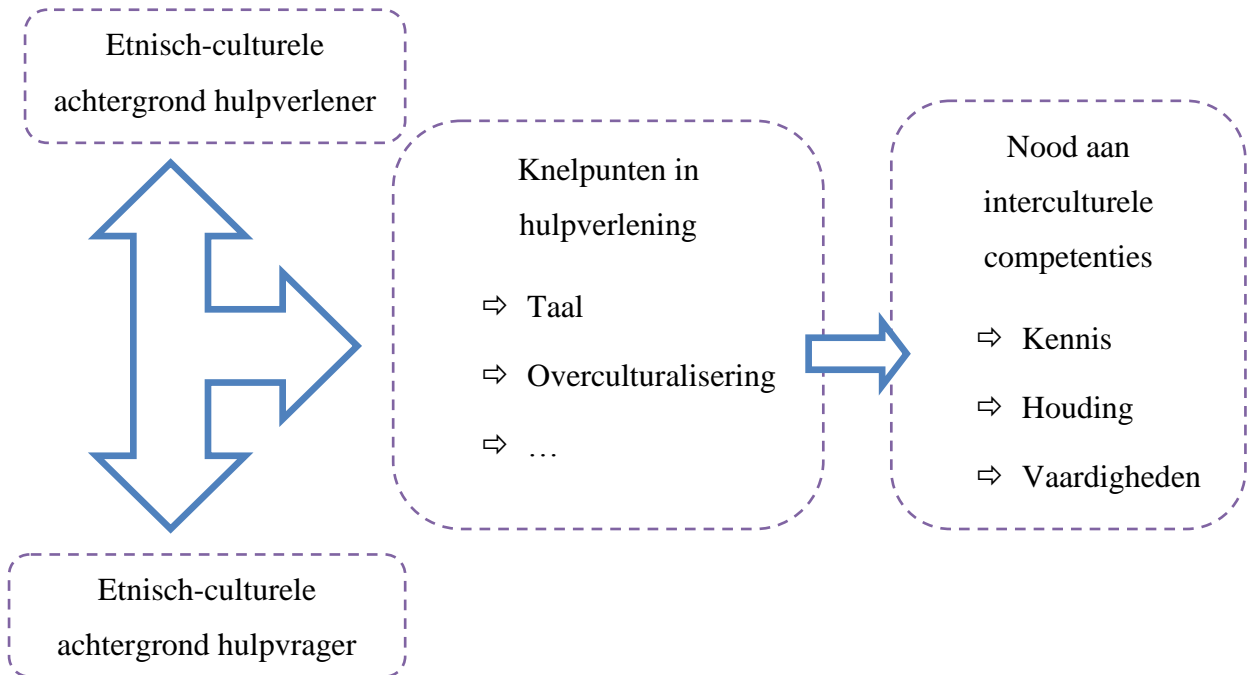 Etnisch-culturele
achtergrond hulpverlener
Knelpunten in
hulpverlening
⇨ Taal
⇨ Overculturalisering
⇨ …
Nood aan
interculturele
competenties
⇨ Kennis
⇨ Houding
⇨ Vaardigheden
Etnisch-culturele
achtergrond hulpvrager